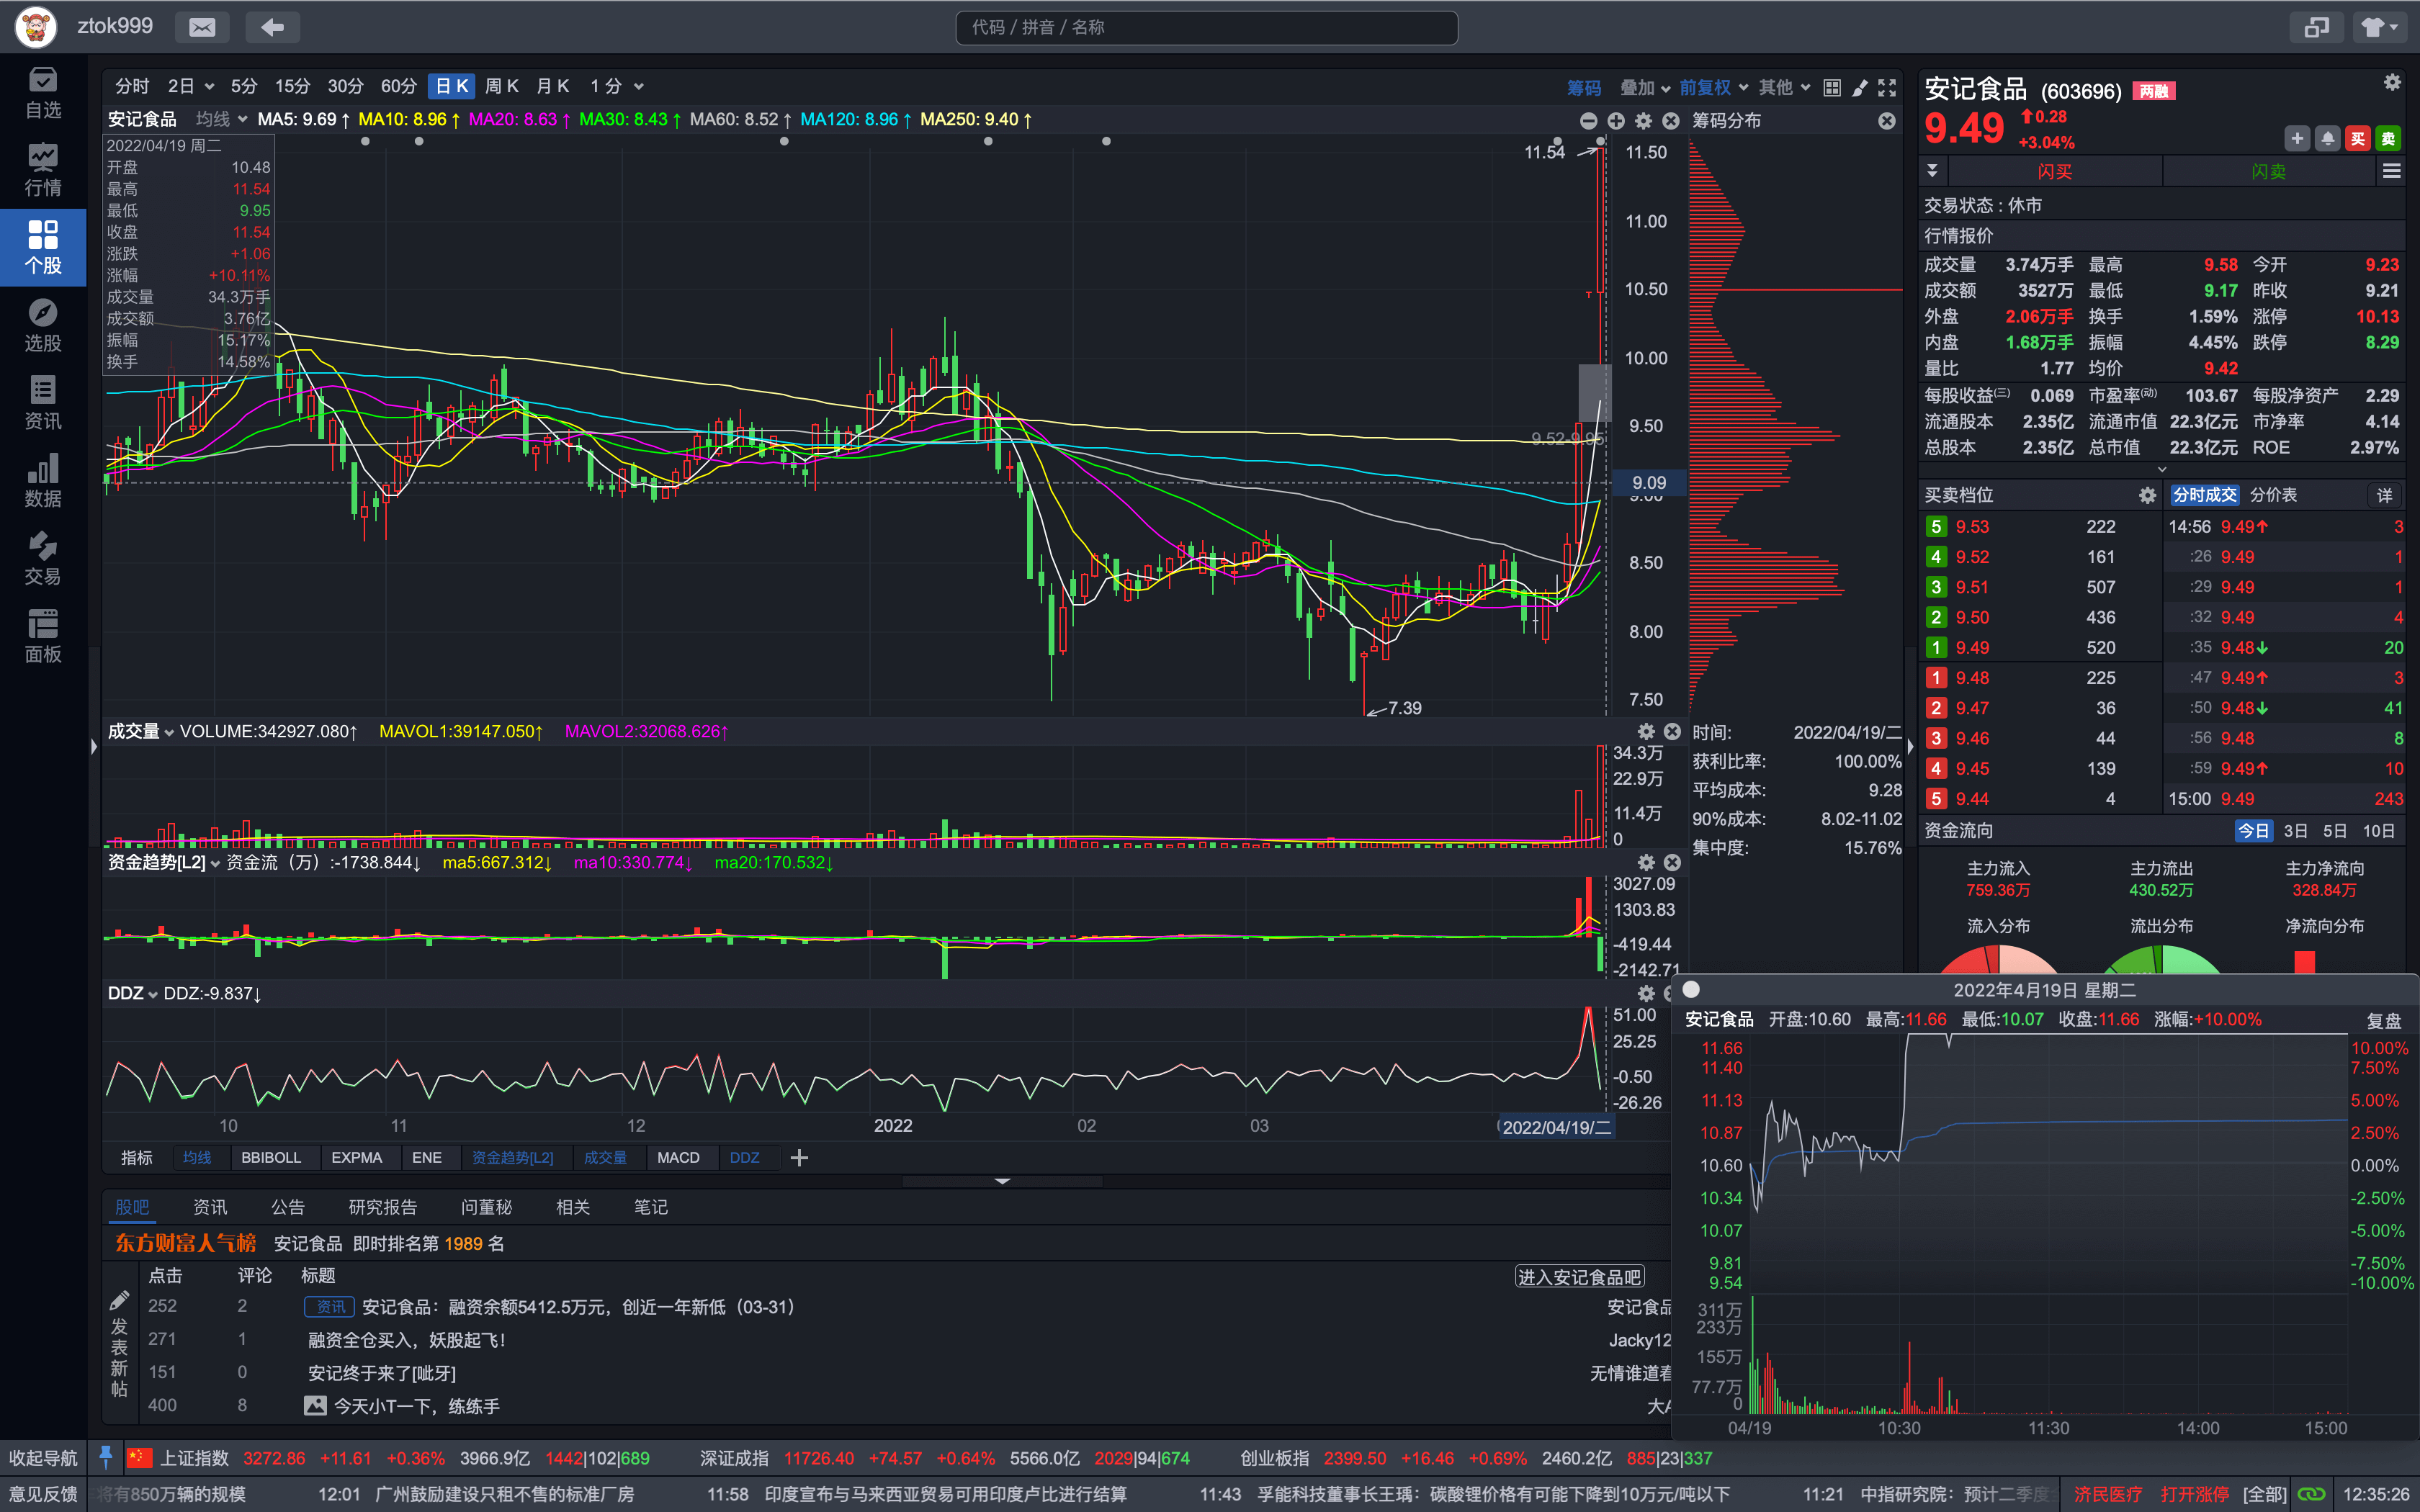 ztok999
代码 / 拼音 / 名称
自选
行情
个股
选股
资讯
数据
交易
面板
分时 2日 5分 15分 30分 60分 日K 周K 月K 1分 筹码 叠加 前复权 其他
安记食品 均线 MA5: 9.69↑ MA10: 8.96↑ MA20: 8.63↑ MA30: 8.43↑ MA60: 8.52↑ MA120: 8.96↑ MA250: 9.40↑ 筹码分布
2022/04/19 周二
开盘 10.48
最高 11.54
最低 9.95
收盘 11.54
涨跌 +1.06
涨幅 +10.11%
成交量 34.3万手
成交额 3.76亿
振幅 15.17%
换手 14.58%
11.54
11.50
11.00
10.50
10.00
9.50
9.52-9.95
9.09
9.00
8.50
8.00
7.50
7.39
成交量 VOLUME:342927.080↑ MAVOL1:39147.050↑ MAVOL2:32068.626↑
34.3万
22.9万
11.4万
0
资金趋势[L2] 资金流（万）:-1738.844↓ ma5:667.312↓ ma10:330.774↓ ma20:170.532↓
3027.09
1303.83
-419.44
-2142.71
DDZ DDZ:-9.837↓
51.00
25.25
-0.50
-26.26
10 11 12 2022 02 03 2022/04/19/二
时间: 2022/04/19/二
获利比率: 100.00%
平均成本: 9.28
90%成本: 8.02-11.02
集中度: 15.76%
指标 均线 BBIBOLL EXPMA ENE 资金趋势[L2] 成交量 MACD DDZ
股吧 资讯 公告 研究报告 问董秘 相关 笔记
东方财富人气榜 安记食品 即时排名第 1989 名
点击 评论 标题 进入安记食品吧
252 2 资讯 安记食品：融资余额5412.5万元，创近一年新低（03-31） 安记食品
271 1 融资全仓买入，妖股起飞！ Jacky12
151 0 安记终于来了[呲牙] 无情谁道看
400 8 今天小T一下，练练手
发表新帖
安记食品 (603696) 两融
9.49 0.28
+3.04%
买 卖
闪买 闪卖
交易状态 : 休市
行情报价
成交量 3.74万手 最高 9.58 今开 9.23
成交额 3527万 最低 9.17 昨收 9.21
外盘 2.06万手 换手 1.59% 涨停 10.13
内盘 1.68万手 振幅 4.45% 跌停 8.29
量比 1.77 均价 9.42
每股收益(三) 0.069 市盈率(动) 103.67 每股净资产 2.29
流通股本 2.35亿 流通市值 22.3亿元 市净率 4.14
总股本 2.35亿 总市值 22.3亿元 ROE 2.97%
买卖档位 分时成交 分价表 详
5 9.53 222 14:56 9.49↑ 3
4 9.52 161 :26 9.49 1
3 9.51 507 :29 9.49 1
2 9.50 436 :32 9.49 4
1 9.49 520 :35 9.48↓ 20
1 9.48 225 :47 9.49↑ 3
2 9.47 36 :50 9.48↓ 41
3 9.46 44 :56 9.48 8
4 9.45 139 :59 9.49↑ 10
5 9.44 4 15:00 9.49 243
资金流向 今日 3日 5日 10日
主力流入 主力流出 主力净流向
759.36万 430.52万 328.84万
流入分布 流出分布 净流向分布
2022年4月19日 星期二
安记食品 开盘:10.60 最高:11.66 最低:10.07 收盘:11.66 涨幅:+10.00% 复盘
11.66 10.00%
11.40 7.50%
11.13 5.00%
10.87 2.50%
10.60 0.00%
10.34 -2.50%
10.07 -5.00%
9.81 -7.50%
9.54 -10.00%
311万
233万
155万
77.7万
0
04/19 10:30 11:30 14:00 15:00
收起导航 上证指数 3272.86 +11.61 +0.36% 3966.9亿 1442|102|689 深证成指 11726.40 +74.57 +0.64% 5566.0亿 2029|94|674 创业板指 2399.50 +16.46 +0.69% 2460.2亿 885|23|337
意见反馈 将有850万辆的规模 12:01 广州鼓励建设只租不售的标准厂房 11:58 印度宣布与马来西亚贸易可用印度卢比进行结算 11:43 孚能科技董事长王瑀：碳酸锂价格有可能下降到10万元/吨以下 11:21 中指研究院：预计二季度 济民医疗 打开涨停 [全部] 12:35:26